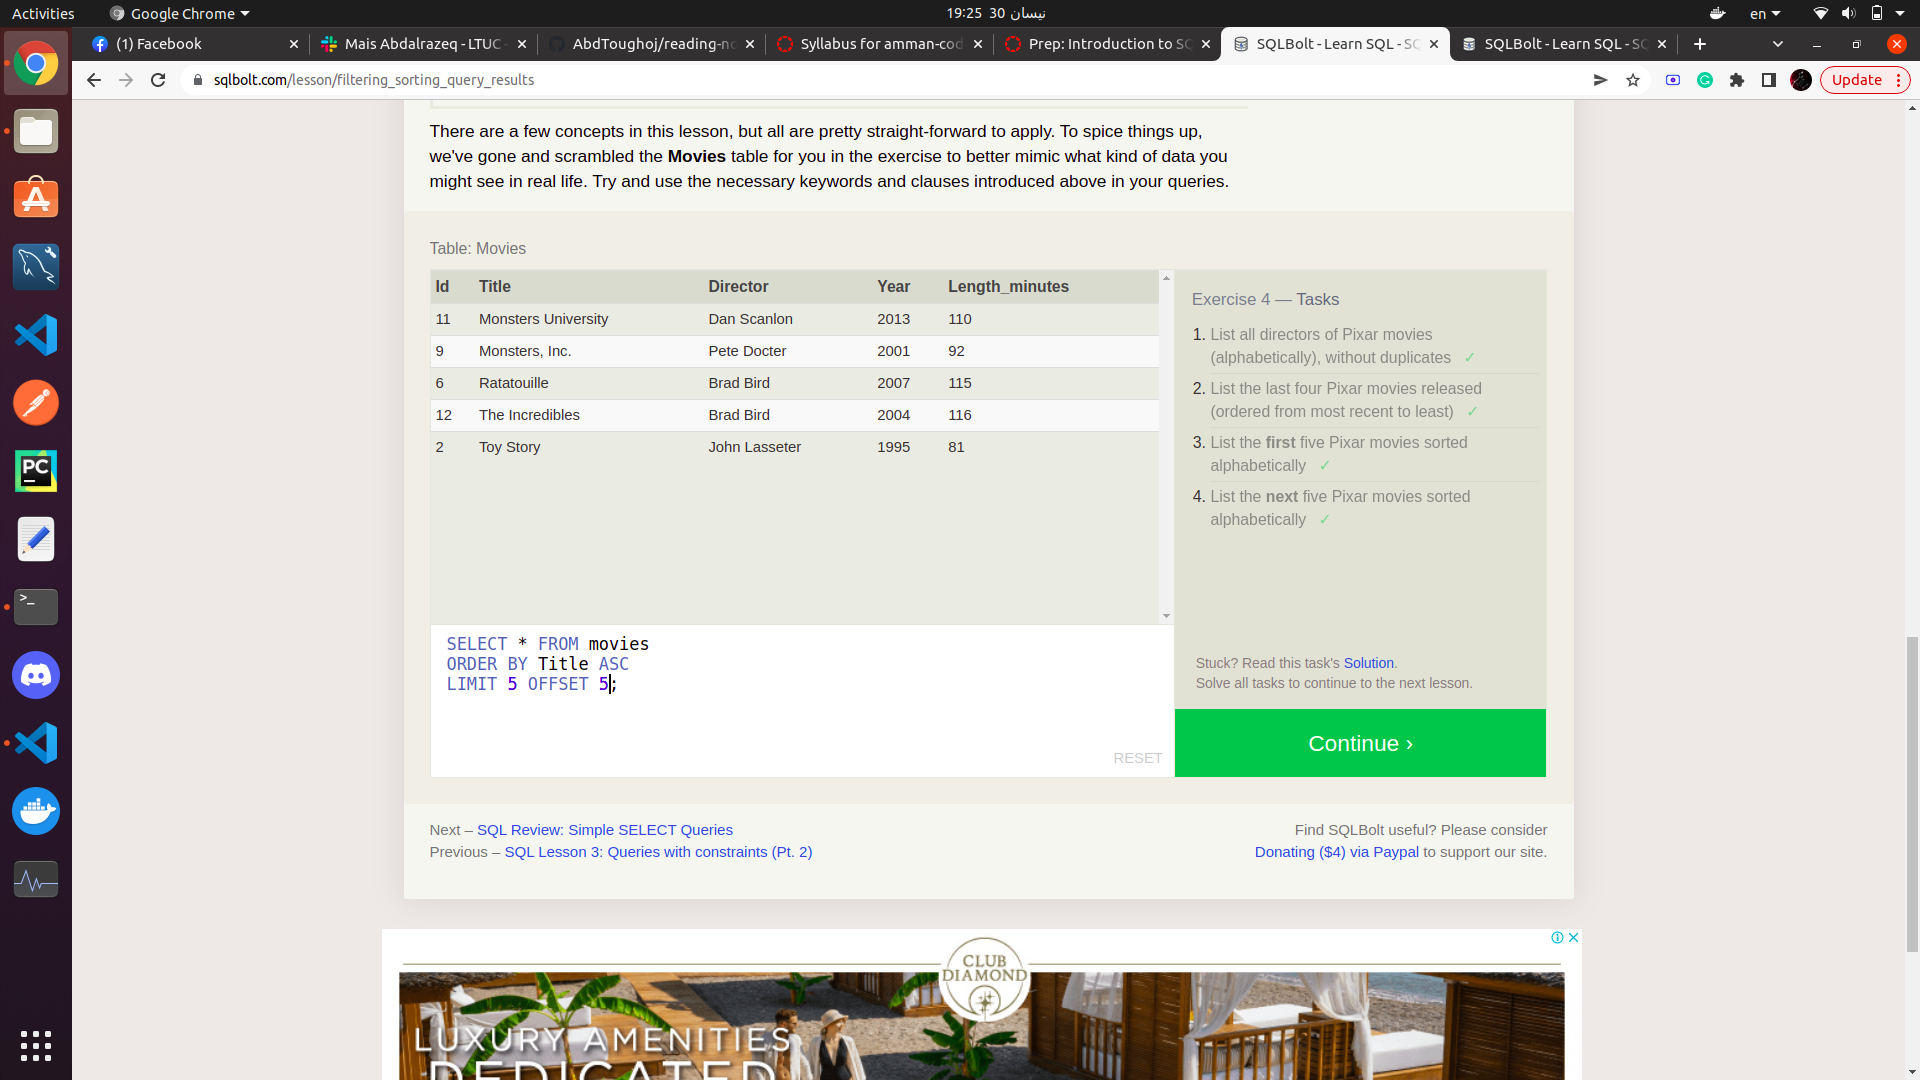 Activities
Google Chrome
19:25 30 نيسان
en
(1) Facebook
Mais Abdalrazeq - LTUC -
AbdToughoj/reading-no
Syllabus for amman-cod
Prep: Introduction to SQ
SQLBolt - Learn SQL - SQ
SQLBolt - Learn SQL - SQ
sqlbolt.com/lesson/filtering_sorting_query_results
Update
There are a few concepts in this lesson, but all are pretty straight-forward to apply. To spice things up,
we've gone and scrambled the Movies table for you in the exercise to better mimic what kind of data you
might see in real life. Try and use the necessary keywords and clauses introduced above in your queries.
Table: Movies
Id Title Director Year Length_minutes
11 Monsters University Dan Scanlon 2013 110
9 Monsters, Inc. Pete Docter 2001 92
6 Ratatouille Brad Bird 2007 115
12 The Incredibles Brad Bird 2004 116
2 Toy Story John Lasseter 1995 81
SELECT * FROM movies
ORDER BY Title ASC
LIMIT 5 OFFSET 5;
RESET
Exercise 4 — Tasks
1. List all directors of Pixar movies
(alphabetically), without duplicates ✓
2. List the last four Pixar movies released
(ordered from most recent to least) ✓
3. List the first five Pixar movies sorted
alphabetically ✓
4. List the next five Pixar movies sorted
alphabetically ✓
Stuck? Read this task's Solution.
Solve all tasks to continue to the next lesson.
Continue ›
Next – SQL Review: Simple SELECT Queries
Previous – SQL Lesson 3: Queries with constraints (Pt. 2)
Find SQLBolt useful? Please consider
Donating ($4) via Paypal to support our site.
CLUB
DIAMOND
LUXURY AMENITIES
DEDICATED
PC
>_